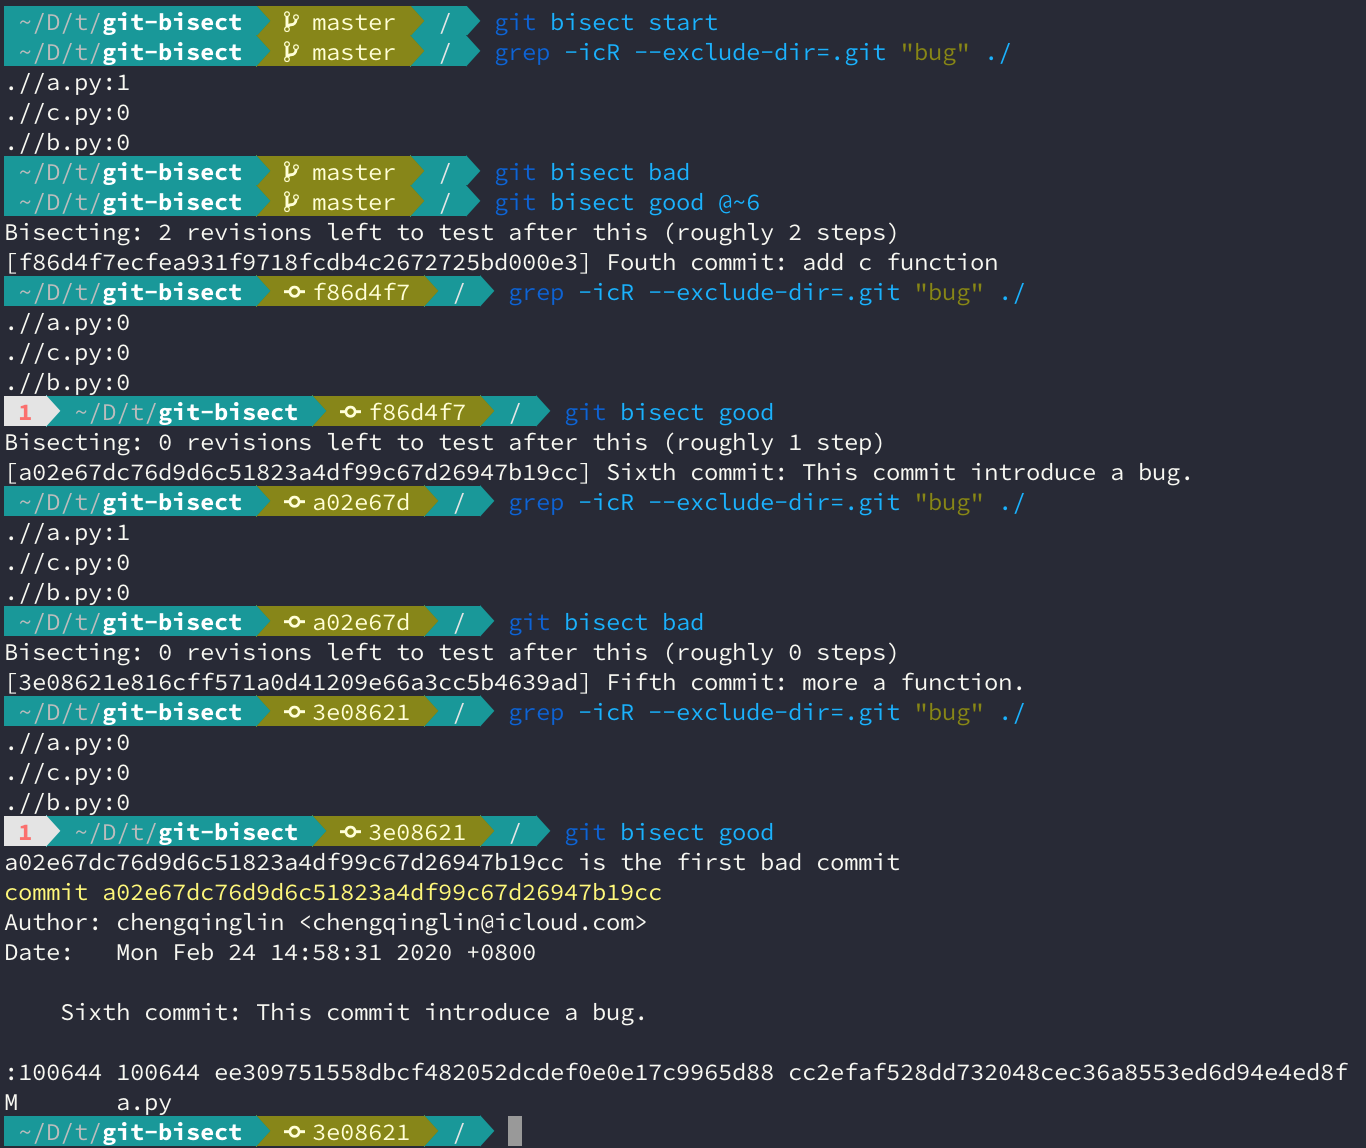 ~/D/t/git-bisect master / git bisect start
~/D/t/git-bisect master / grep -icR --exclude-dir=.git "bug" ./
.//a.py:1
.//c.py:0
.//b.py:0
~/D/t/git-bisect master / git bisect bad
~/D/t/git-bisect master / git bisect good @~6
Bisecting: 2 revisions left to test after this (roughly 2 steps)
[f86d4f7ecfea931f9718fcdb4c2672725bd000e3] Fouth commit: add c function
~/D/t/git-bisect f86d4f7 / grep -icR --exclude-dir=.git "bug" ./
.//a.py:0
.//c.py:0
.//b.py:0
1 ~/D/t/git-bisect f86d4f7 / git bisect good
Bisecting: 0 revisions left to test after this (roughly 1 step)
[a02e67dc76d9d6c51823a4df99c67d26947b19cc] Sixth commit: This commit introduce a bug.
~/D/t/git-bisect a02e67d / grep -icR --exclude-dir=.git "bug" ./
.//a.py:1
.//c.py:0
.//b.py:0
~/D/t/git-bisect a02e67d / git bisect bad
Bisecting: 0 revisions left to test after this (roughly 0 steps)
[3e08621e816cff571a0d41209e66a3cc5b4639ad] Fifth commit: more a function.
~/D/t/git-bisect 3e08621 / grep -icR --exclude-dir=.git "bug" ./
.//a.py:0
.//c.py:0
.//b.py:0
1 ~/D/t/git-bisect 3e08621 / git bisect good
a02e67dc76d9d6c51823a4df99c67d26947b19cc is the first bad commit
commit a02e67dc76d9d6c51823a4df99c67d26947b19cc
Author: chengqinglin <chengqinglin@icloud.com>
Date:   Mon Feb 24 14:58:31 2020 +0800
    Sixth commit: This commit introduce a bug.
:100644 100644 ee309751558dbcf482052dcdef0e0e17c9965d88 cc2efaf528dd732048cec36a8553ed6d94e4ed8f
M       a.py
~/D/t/git-bisect 3e08621 /